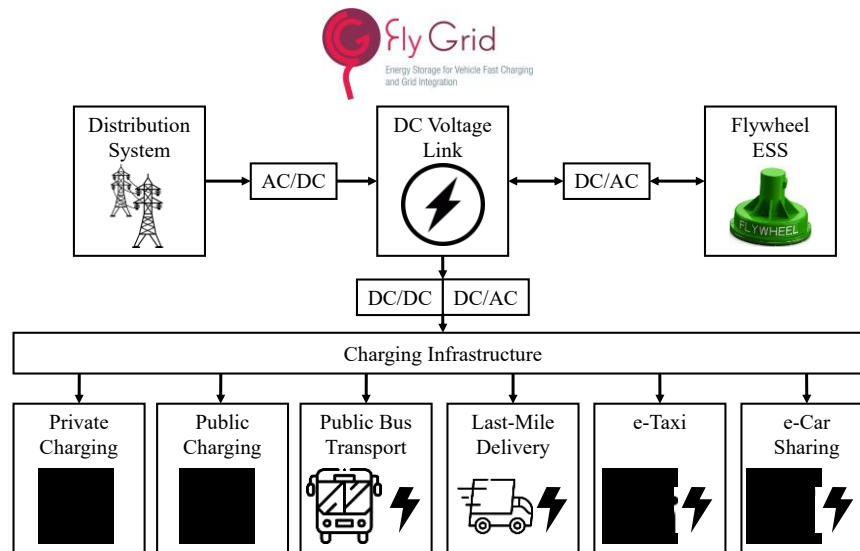 Fly Grid
Energy Storage for Vehicle Fast Charging
and Grid Integration
Distribution
System
AC/DC
DC Voltage
Link
DC/AC
Flywheel
ESS
FLYWHEEL
DC/DC
DC/AC
Charging Infrastructure
Private
Charging
Public
Charging
Public Bus
Transport
Last-Mile
Delivery
e-Taxi
e-Car
Sharing